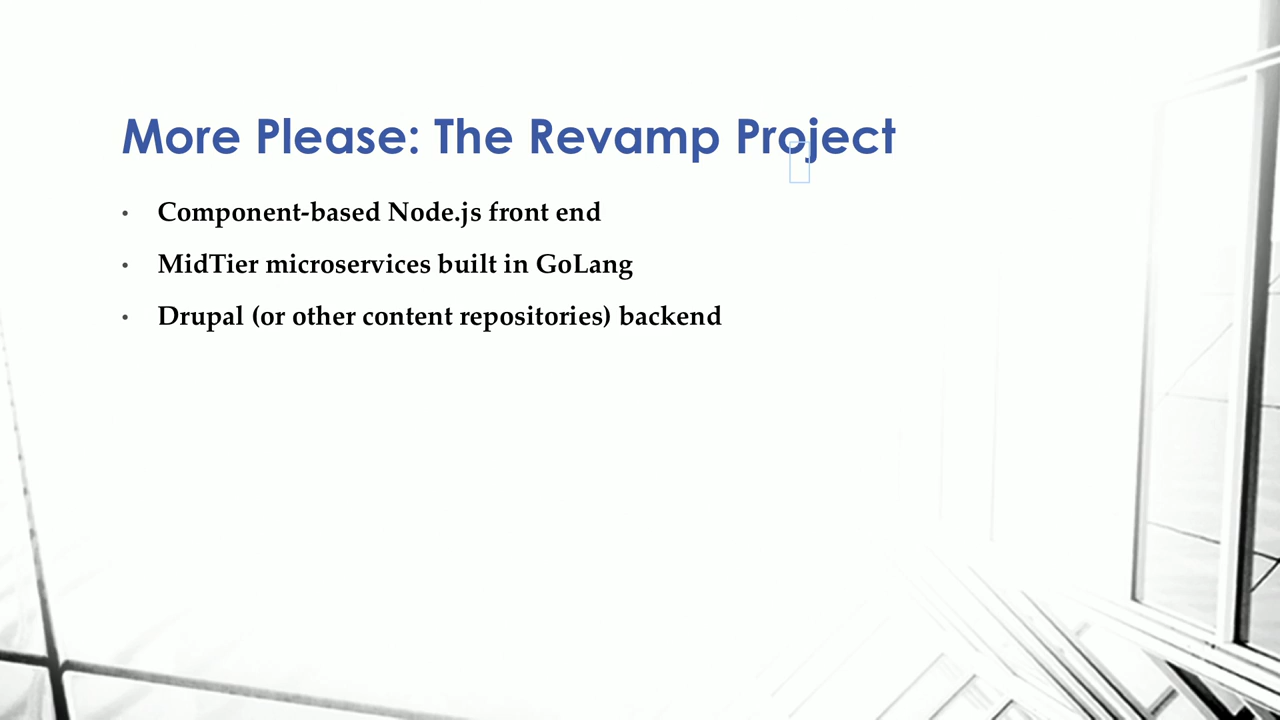 More Please: The Revamp Project
• Component-based Node.js front end
• MidTier microservices built in GoLang
• Drupal (or other content repositories) backend